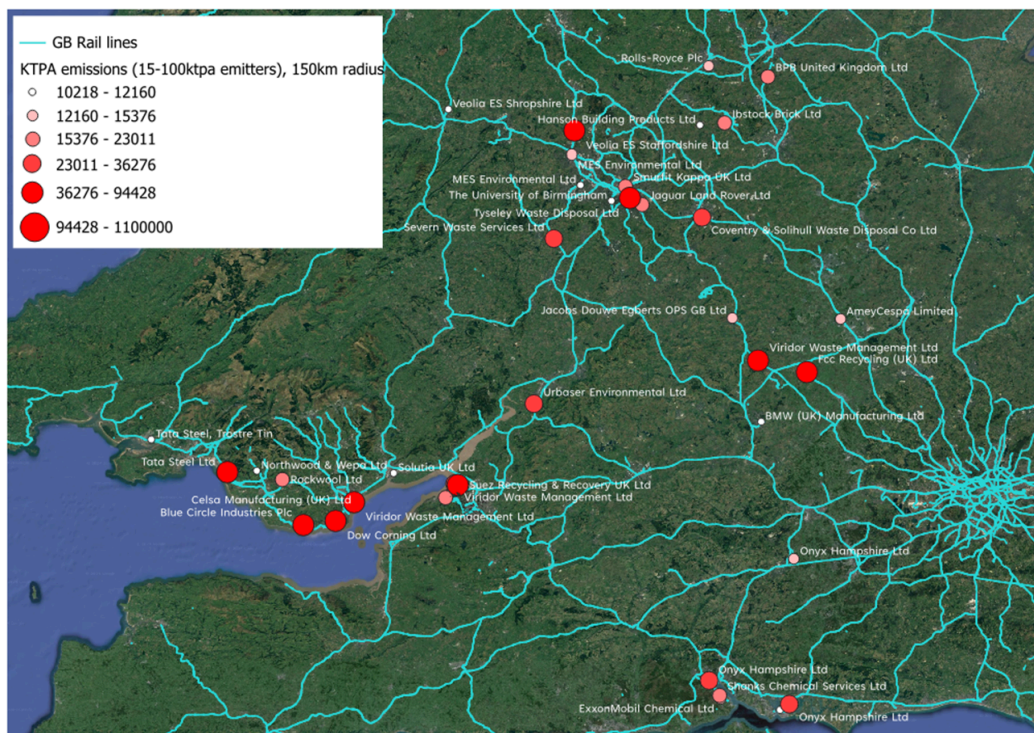 GB Rail lines
KTPA emissions (15-100ktpa emitters), 150km radius
10218 - 12160
12160 - 15376
15376 - 23011
23011 - 36276
36276 - 94428
94428 - 1100000
Rolls-Royce Plc
BPB United Kingdom Ltd
Veolia ES Shropshire Ltd
Ibstock Brick Ltd
Hanson Building Products Ltd
Veolia ES Staffordshire Ltd
MES Environmental Ltd
Smurfit Kappa UK Ltd
MES Environmental Ltd
The University of Birmingham
Jaguar Land Rover Ltd
Tyseley Waste Disposal Ltd
Severn Waste Services Ltd
Coventry & Solihull Waste Disposal Co Ltd
Jacobs Douwe Egberts OPS GB Ltd
AmeyCespa Limited
Viridor Waste Management Ltd
Fcc Recycling (UK) Ltd
Urbaser Environmental Ltd
BMW (UK) Manufacturing Ltd
Tata Steel, Trostre Tin
Tata Steel Ltd
Northwood & Wepa Ltd
Solutia UK Ltd
Rockwool Ltd
Suez Recycling & Recovery UK Ltd
Celsa Manufacturing (UK) Ltd
Viridor Waste Management Ltd
Blue Circle Industries Plc
Viridor Waste Management Ltd
Dow Corning Ltd
Onyx Hampshire Ltd
Onyx Hampshire Ltd
Shanks Chemical Services Ltd
ExxonMobil Chemical Ltd
Onyx Hampshire Ltd